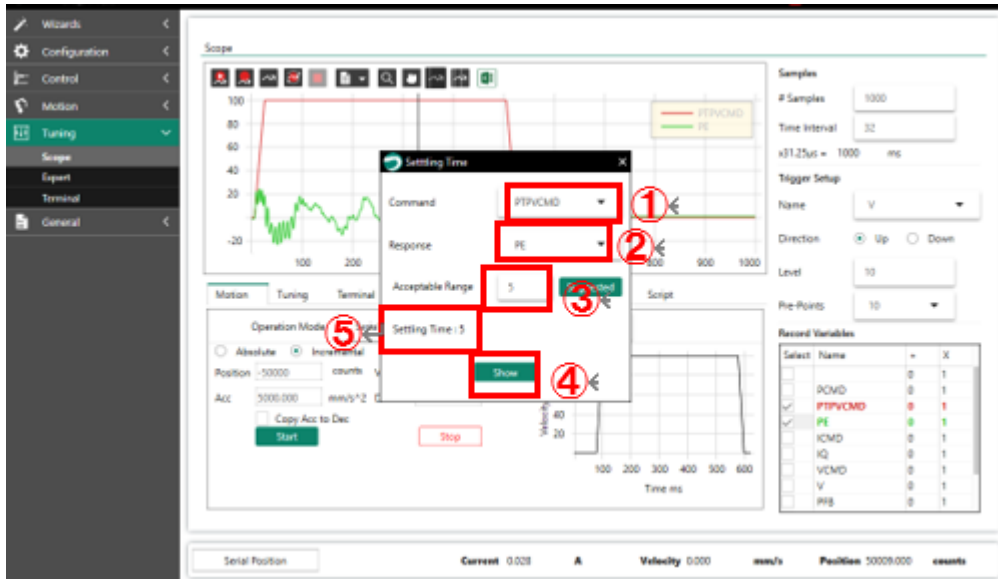 Wizards
Configuration
Control
Motion
Tuning
Scope
Expert
Terminal
General
Scope
100
80
60
40
20
-20
100 200 800 900 1000
PTPVCMD
PE
Settling Time X
Command PTPVCMD ①
Response PE ②
Acceptable Range 5 ③
⑤ Settling Time : 5
Show ④
Motion Tuning Terminal Script
Operation Mode
Absolute Incremental
Position -50000 counts
Acc 5000.000 mm/s^2
Copy Acc to Dec
Start Stop
Velocity
40
20
100 200 300 400 500 600
Time ms
Samples
# Samples 1000
Time Interval 32
x31.25us = 1000 ms
Trigger Setup
Name V
Direction Up Down
Level 10
Pre-Points 10
Record Variables
Select Name + X
0 1
PCMD 0 1
PTPVCMD 0 1
PE 0 1
ICMD 0 1
IQ 0 1
VCMD 0 1
V 0 1
PFB 0 1
Serial Position Current 0.028 A Velocity 0.000 mm/s Position 50009.000 counts